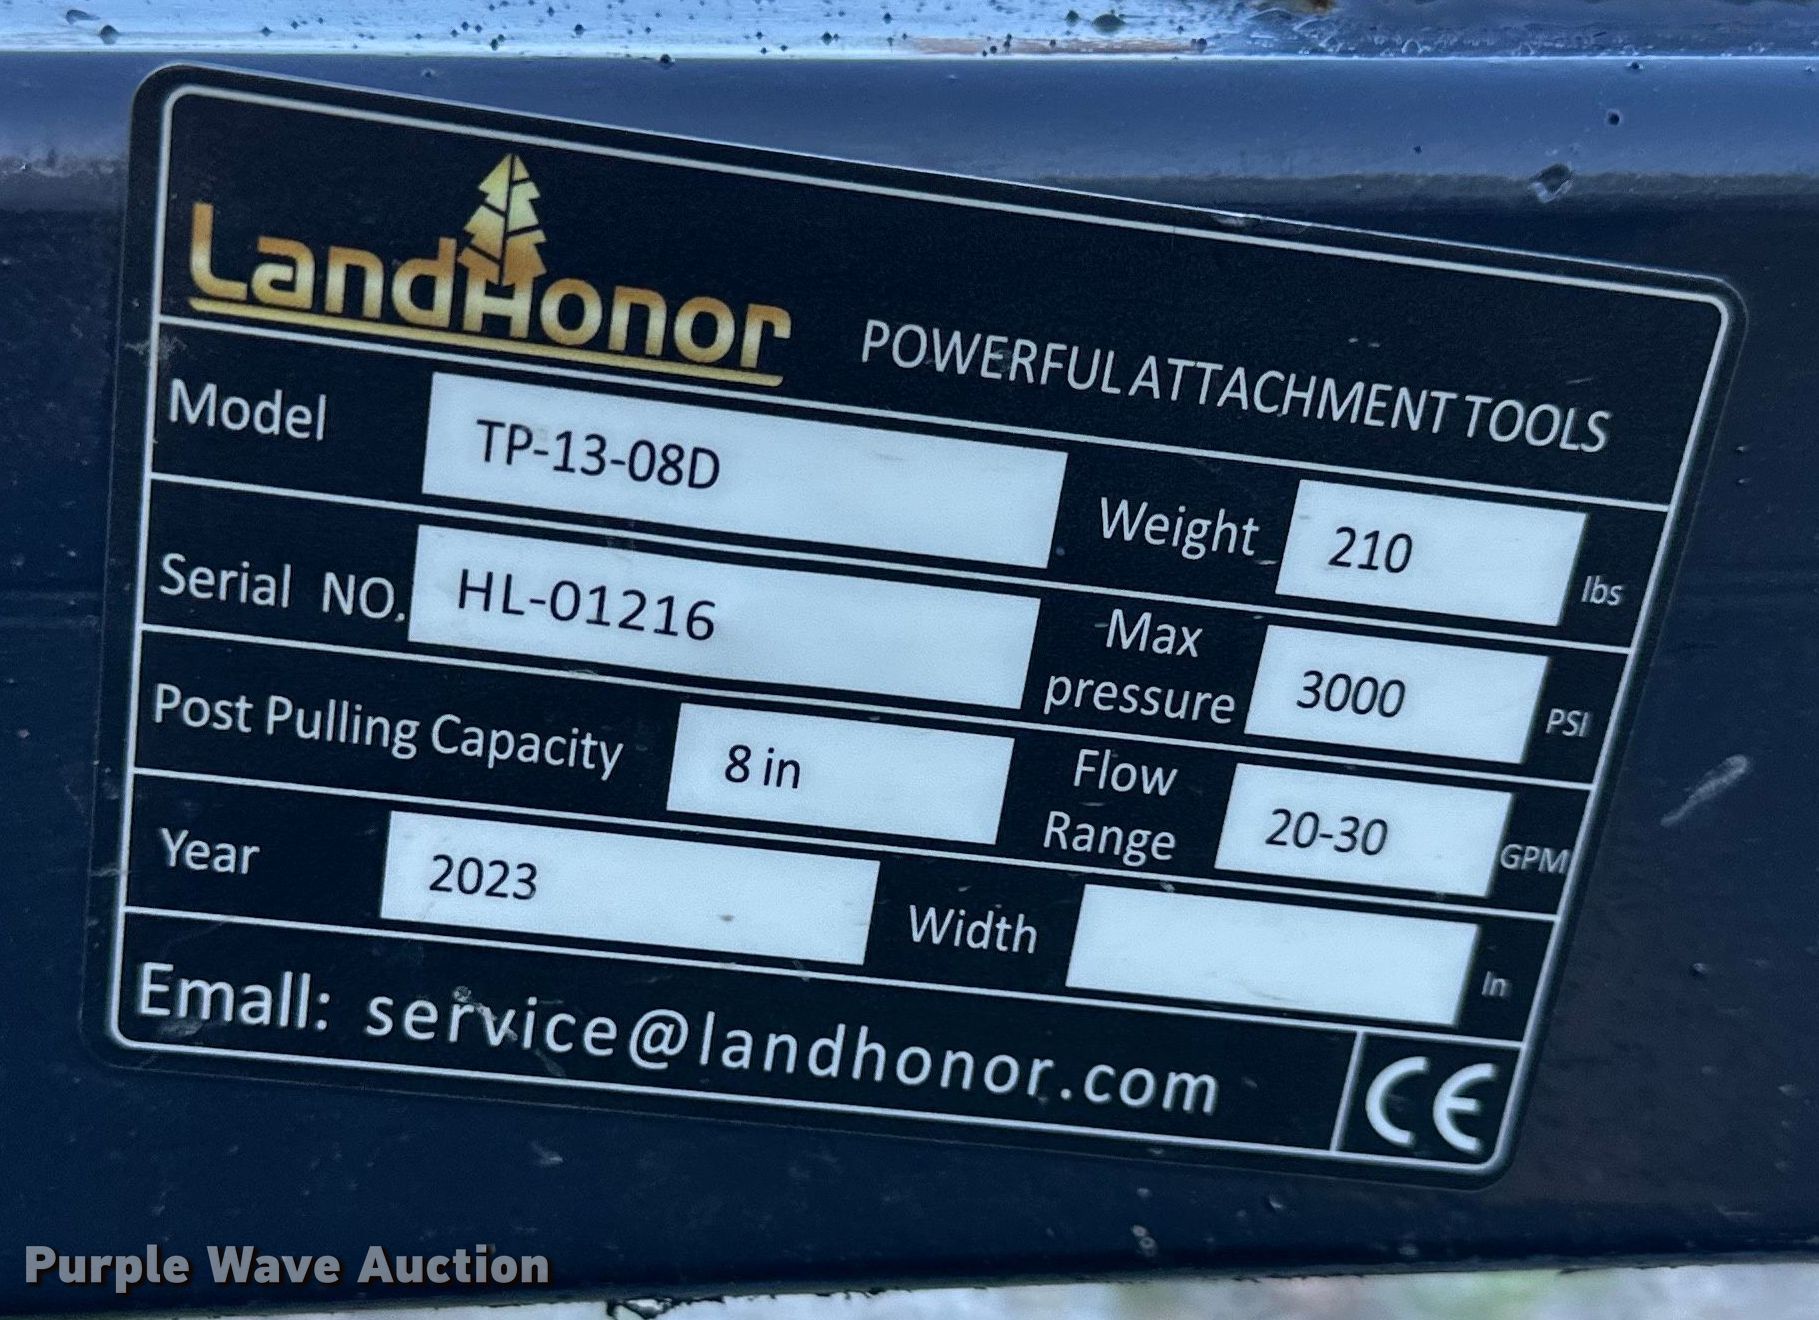 LandHonor POWERFUL ATTACHMENT TOOLS
Model TP-13-08D Weight 210 lbs
Serial NO. HL-01216 Max pressure 3000 PSI
Post Pulling Capacity 8 in Flow Range 20-30 GPM
Year 2023 Width In
Emall: service@landhonor.com CE
Purple Wave Auction